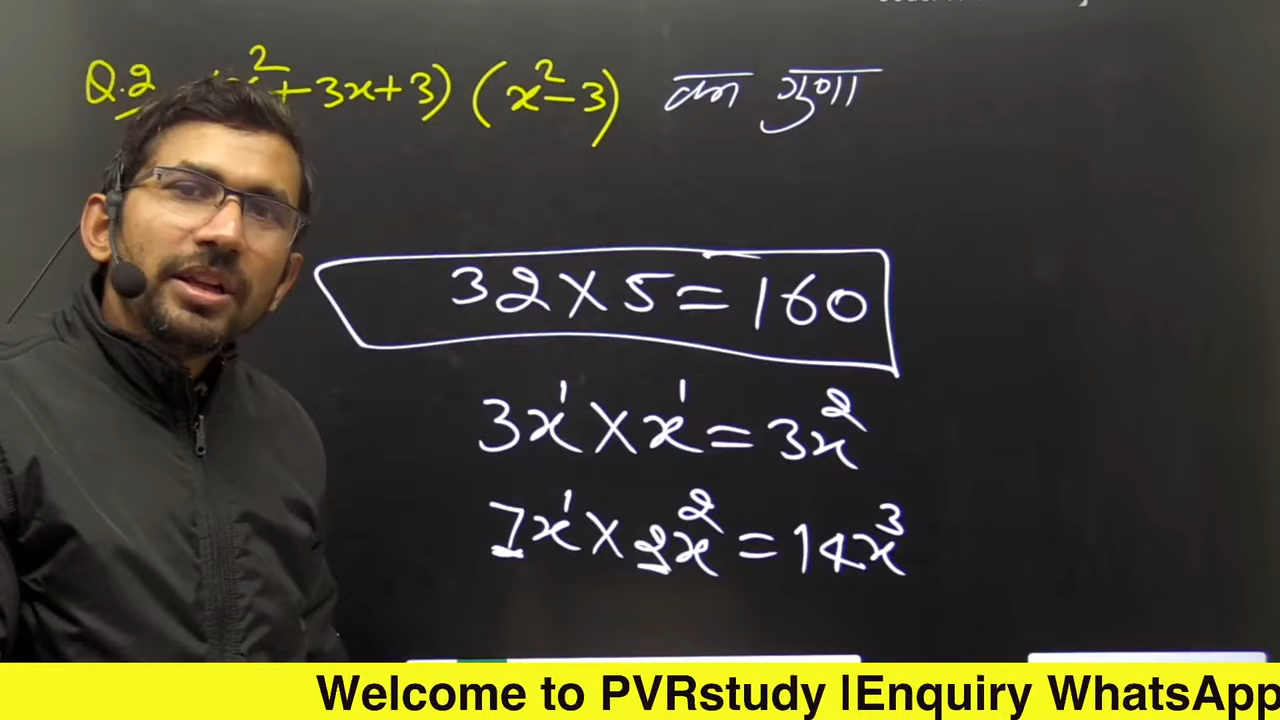 Q.2 x²+3x+3) (x²-3) का गुणा
32×5=160
3x¹×x¹=3x²
7x¹×2x²=14x³
Welcome to PVRstudy |Enquiry WhatsApp